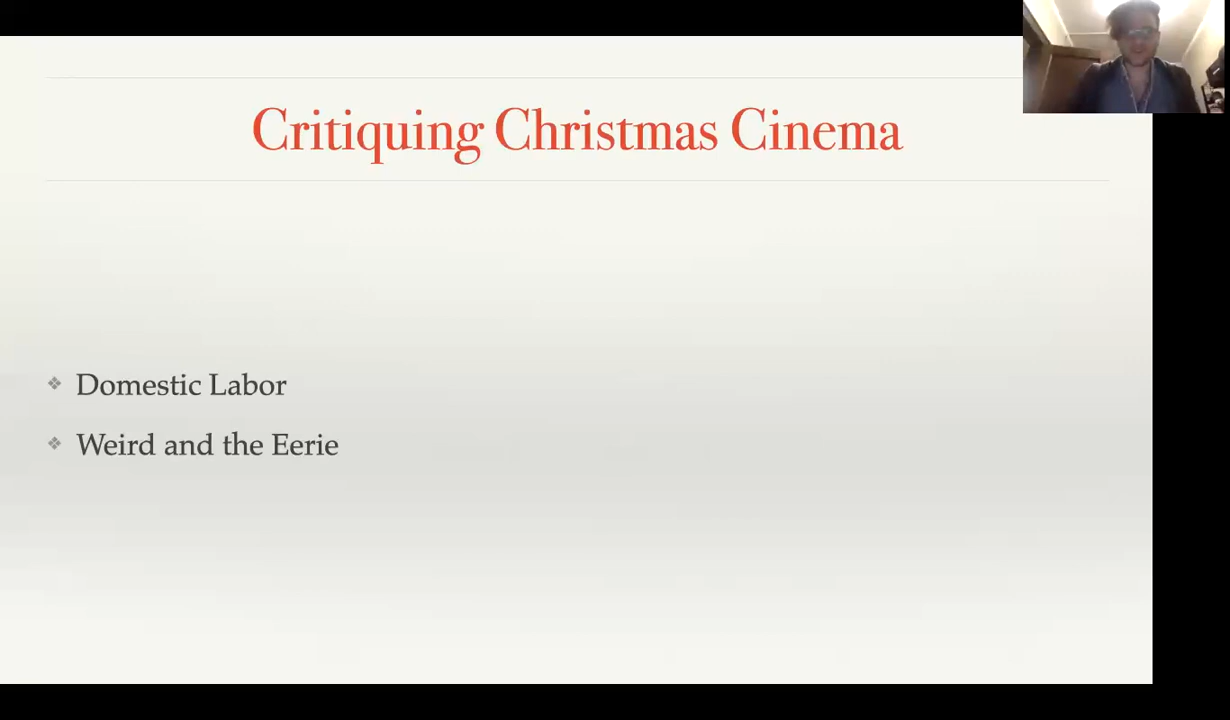 Critiquing Christmas Cinema
Domestic Labor
Weird and the Eerie